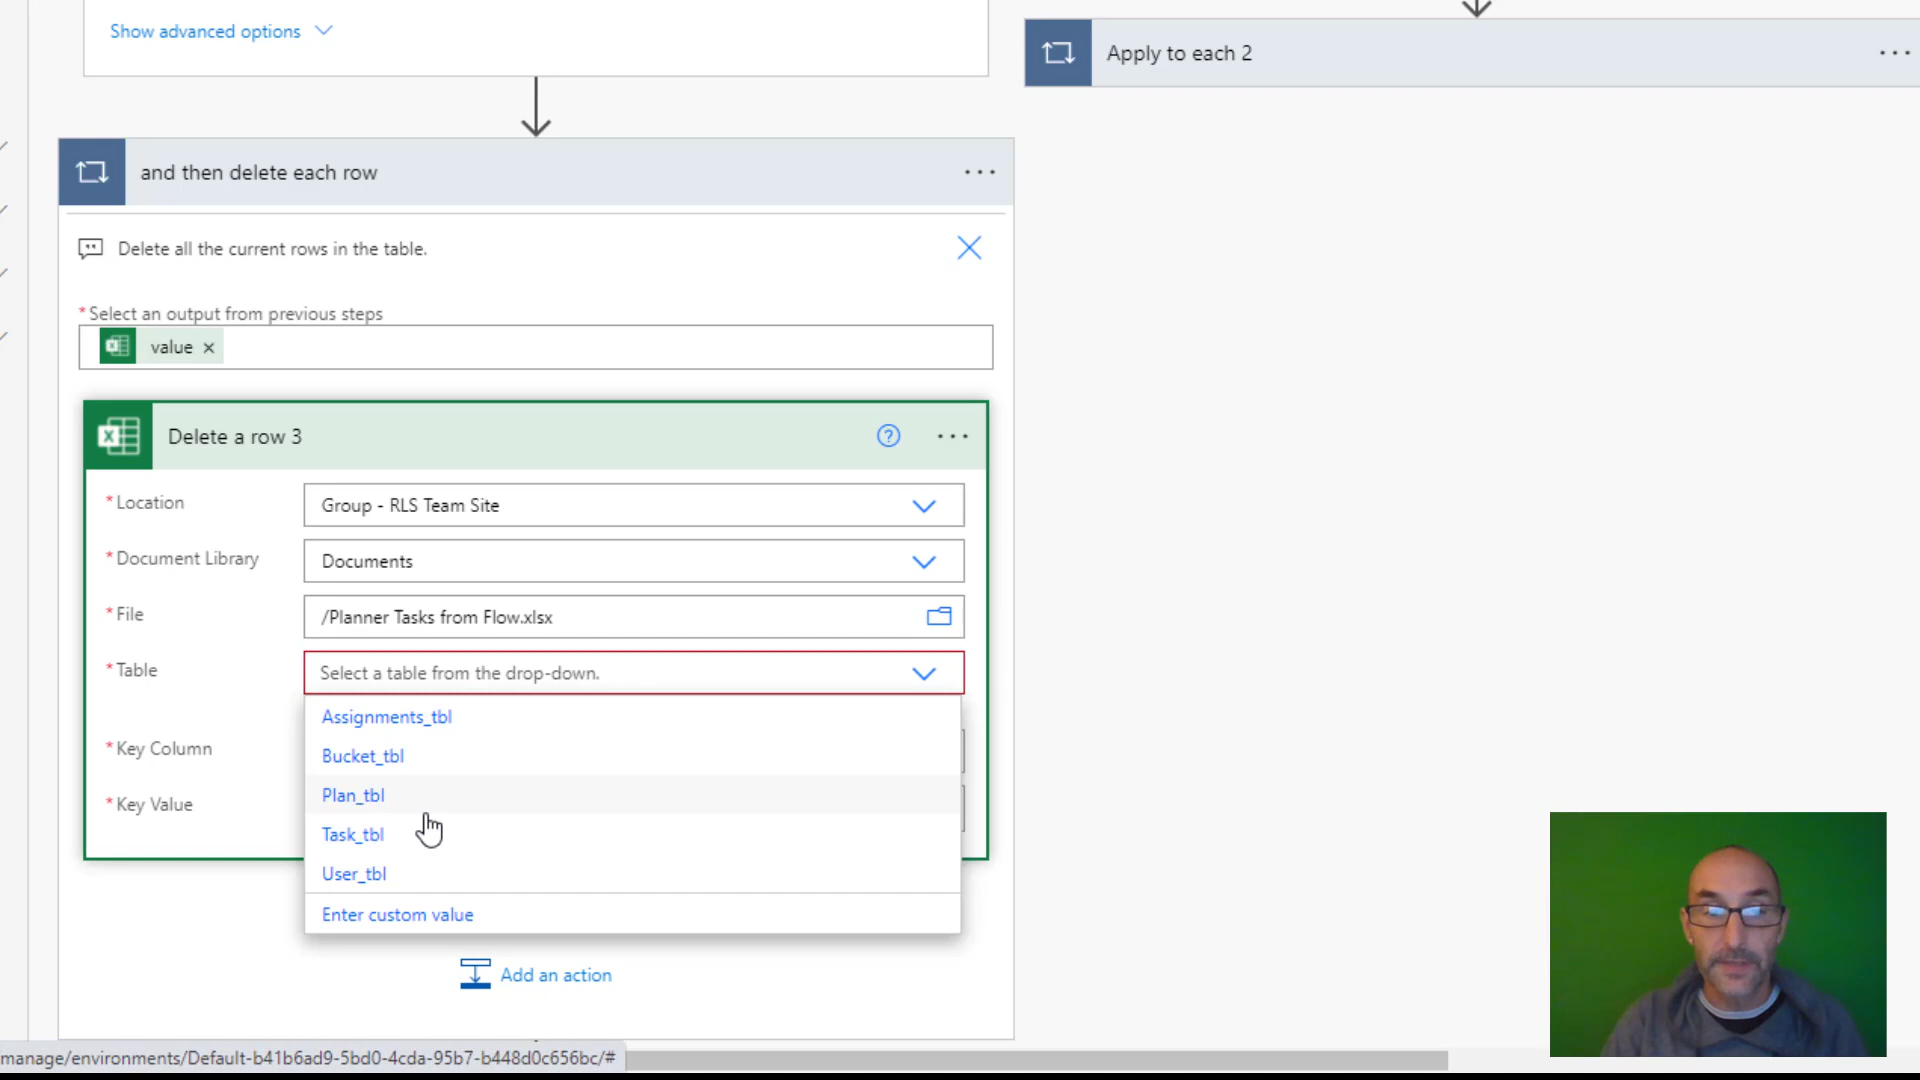 Show advanced options
Apply to each 2
and then delete each row
Delete all the current rows in the table.
* Select an output from previous steps
value ×
Delete a row 3
* Location
Group - RLS Team Site
* Document Library
Documents
* File
/Planner Tasks from Flow.xlsx
* Table
Select a table from the drop-down.
Assignments_tbl
Bucket_tbl
* Key Column
Plan_tbl
* Key Value
Task_tbl
User_tbl
Enter custom value
Add an action
manage/environments/Default-b41b6ad9-5bd0-4cda-95b7-b448d0c656bc/#